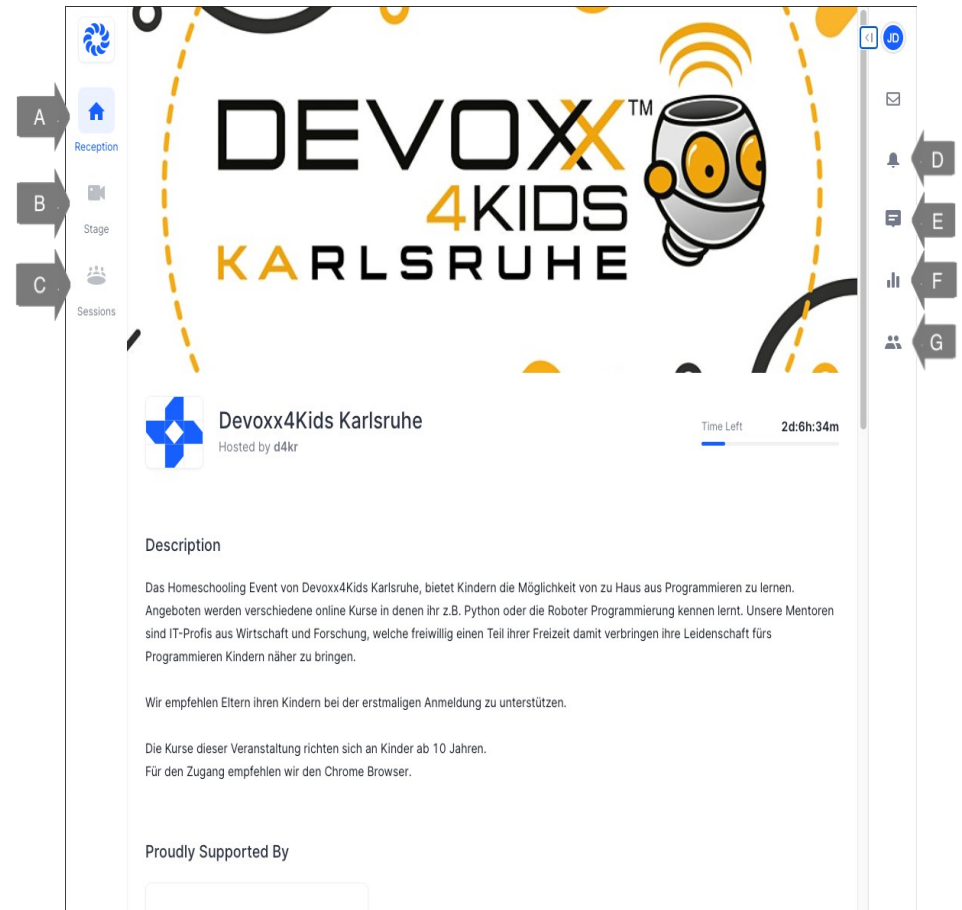 DEVOXX™
4KIDS
KARLSRUHE
JD
A
Reception
B
Stage
C
Sessions
D
E
F
G
Devoxx4Kids Karlsruhe
Hosted by d4kr
Time Left 2d:6h:34m
Description
Das Homeschooling Event von Devoxx4Kids Karlsruhe, bietet Kindern die Möglichkeit von zu Haus aus Programmieren zu lernen.
Angeboten werden verschiedene online Kurse in denen ihr z.B. Python oder die Roboter Programmierung kennen lernt. Unsere Mentoren
sind IT-Profis aus Wirtschaft und Forschung, welche freiwillig einen Teil ihrer Freizeit damit verbringen ihre Leidenschaft fürs
Programmieren Kindern näher zu bringen.
Wir empfehlen Eltern ihren Kindern bei der erstmaligen Anmeldung zu unterstützen.
Die Kurse dieser Veranstaltung richten sich an Kinder ab 10 Jahren.
Für den Zugang empfehlen wir den Chrome Browser.
Proudly Supported By